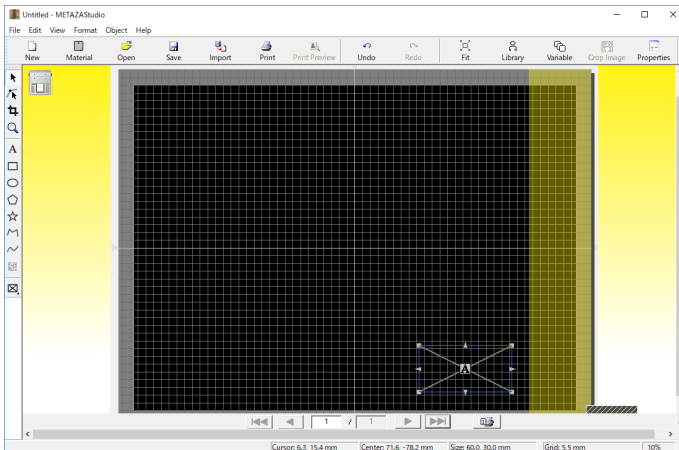 Untitled - METAZAStudio
File Edit View Format Object Help
New Material Open Save Import Print Print Preview Undo Redo Fit Library Variable Crop Image Properties
A
A
1 / 1
Cursor: 6.3, 15.4 mm Center: 71.6, -78.2 mm Size: 60.0, 30.0 mm Grid: 5.5 mm 10%